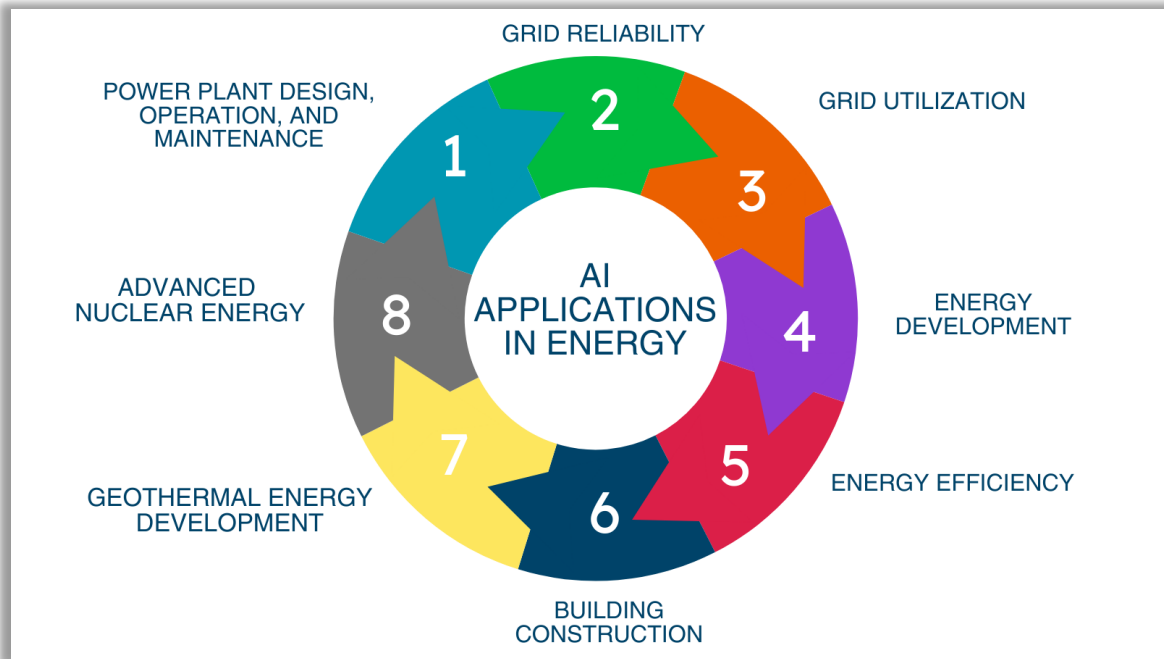 GRID RELIABILITY
POWER PLANT DESIGN,
OPERATION, AND
MAINTENANCE
GRID UTILIZATION
1
2
3
4
5
6
7
8
AI
APPLICATIONS
IN ENERGY
ADVANCED
NUCLEAR ENERGY
ENERGY
DEVELOPMENT
GEOTHERMAL ENERGY
DEVELOPMENT
ENERGY EFFICIENCY
BUILDING
CONSTRUCTION